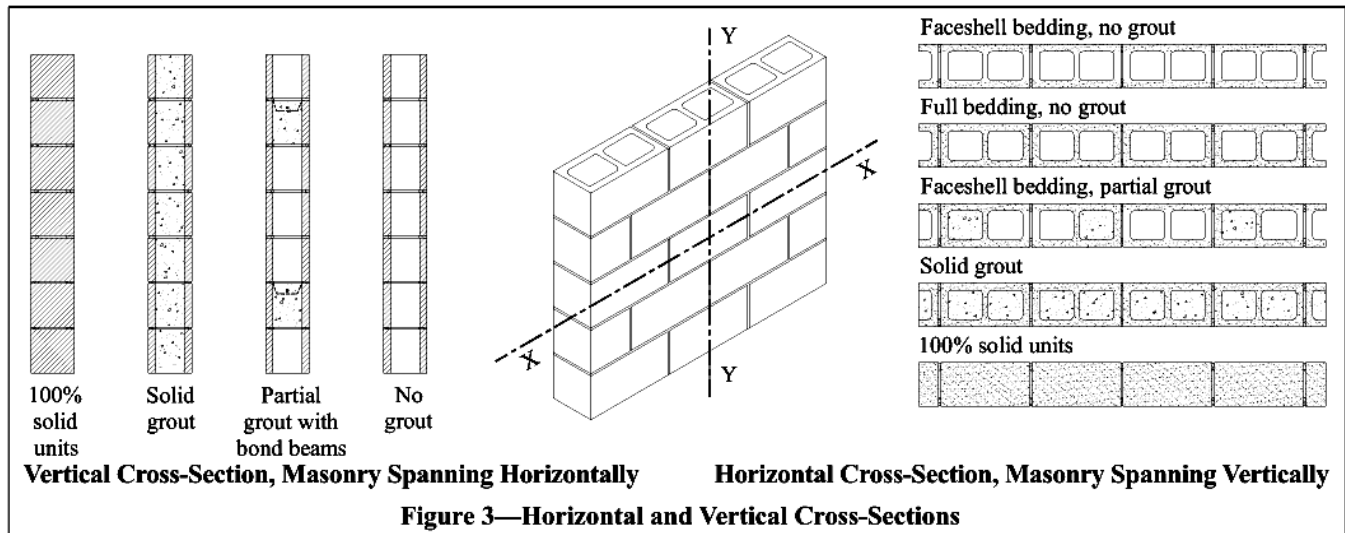 100%
solid
units
Solid
grout
Partial
grout with
bond beams
No
grout
Vertical Cross-Section, Masonry Spanning Horizontally
Y
X
X
Y
Faceshell bedding, no grout
Full bedding, no grout
Faceshell bedding, partial grout
Solid grout
100% solid units
Horizontal Cross-Section, Masonry Spanning Vertically
Figure 3—Horizontal and Vertical Cross-Sections